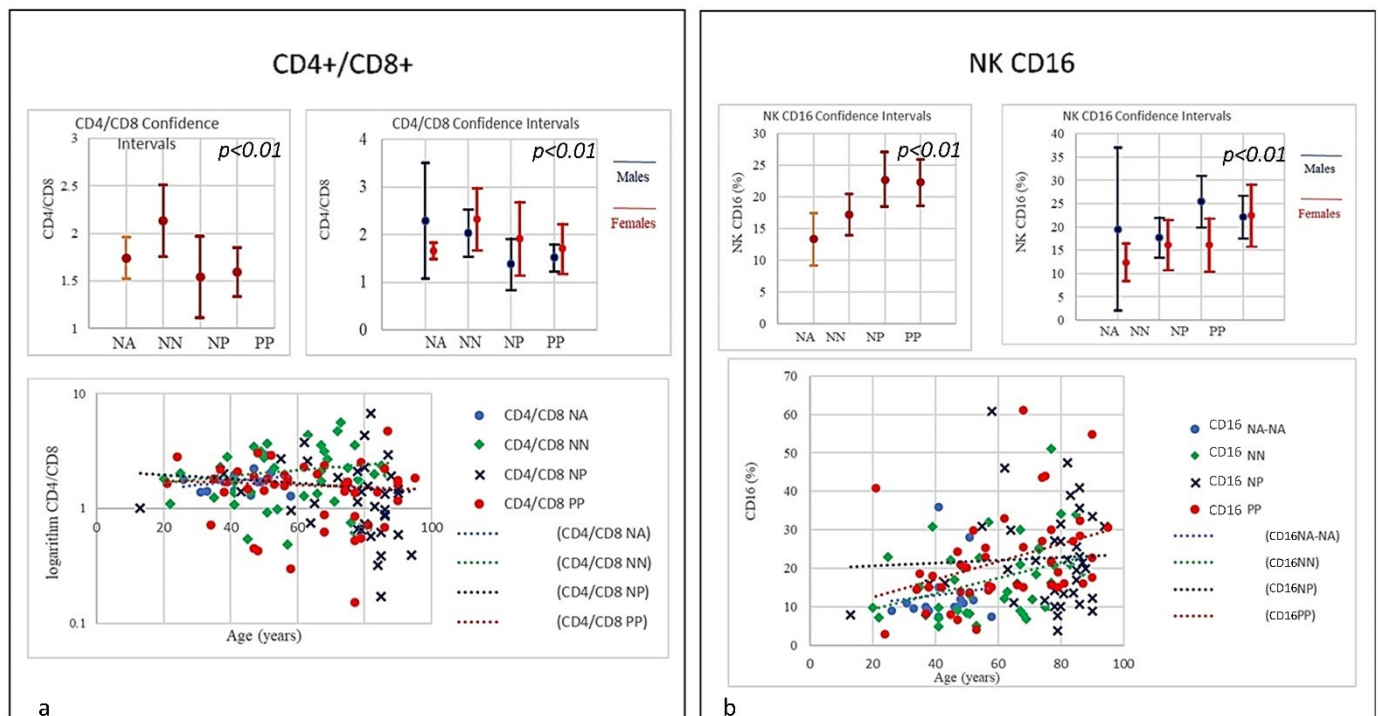 CD4+/CD8+
CD4/CD8 Confidence
Intervals
p<0.01
3
2.5
2
1.5
1
CD4/CD8
NA NN NP PP
CD4/CD8 Confidence Intervals
p<0.01
4
3
2
1
0
CD4/CD8
NA NN NP PP
Males
Females
10
1
0.1
logarithm CD4/CD8
0 20 40 60 80 100
Age (years)
CD4/CD8 NA
CD4/CD8 NN
CD4/CD8 NP
CD4/CD8 PP
(CD4/CD8 NA)
(CD4/CD8 NN)
(CD4/CD8 NP)
(CD4/CD8 PP)
a
NK CD16
NK CD16 Confidence Intervals
p<0.01
30
25
20
15
10
5
0
NK CD16 (%)
NA NN NP PP
NK CD16 Confidence Intervals
p<0.01
40
35
30
25
20
15
10
5
0
NK CD16 (%)
NA NN NP PP
Males
Females
70
60
50
40
30
20
10
0
CD16 (%)
0 20 40 60 80 100
Age (years)
CD16 NA-NA
CD16 NN
CD16 NP
CD16 PP
(CD16NA-NA)
(CD16NN)
(CD16NP)
(CD16PP)
b